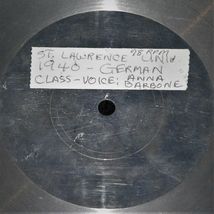 ST. LAWRENCE 78 RPM UNIV
1940 - GERMAN
CLASS-VOICE: ANNA
BARBONE